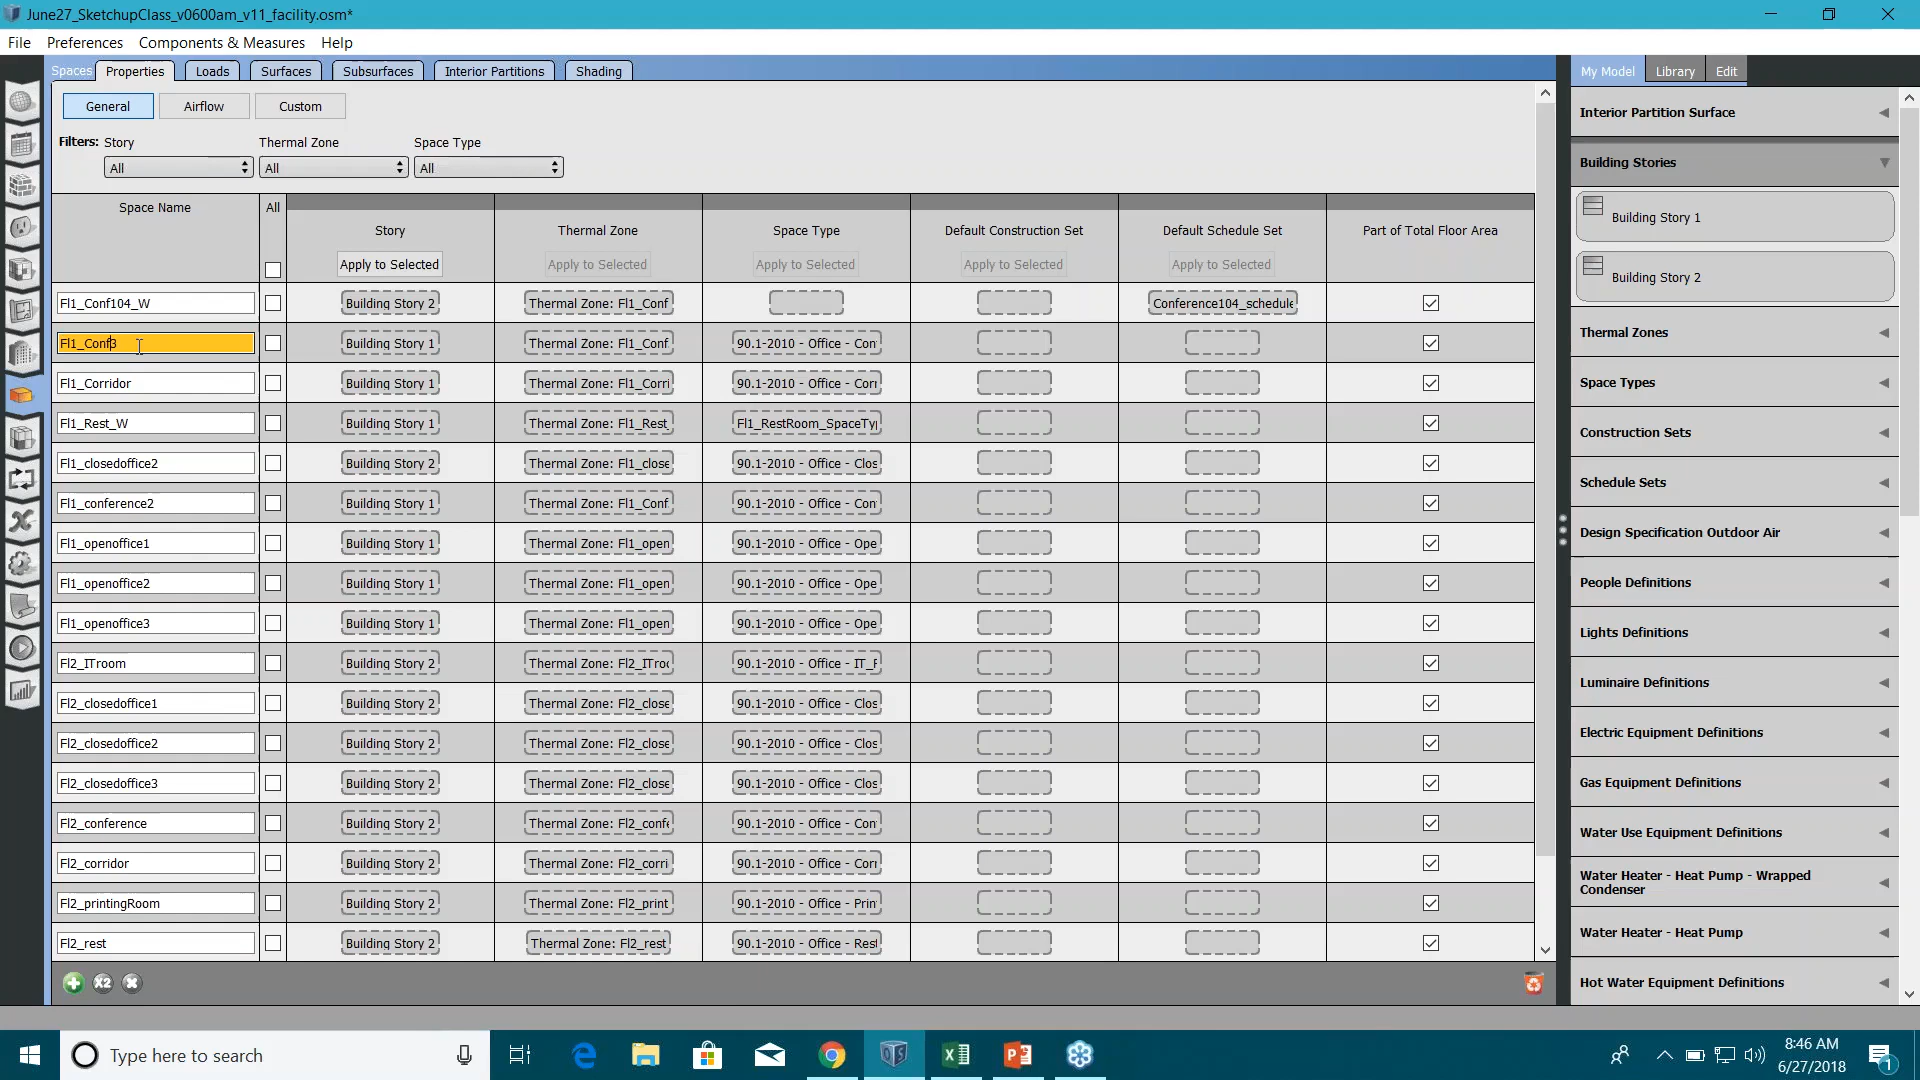 June27_SketchupClass_v0600am_v11_facility.osm*
File Preferences Components & Measures Help
Spaces Properties Loads Surfaces Subsurfaces Interior Partitions Shading
My Model Library Edit
General Airflow Custom
Filters: Story Thermal Zone Space Type
All All All
Space Name All
Story Thermal Zone Space Type Default Construction Set Default Schedule Set Part of Total Floor Area
Apply to Selected Apply to Selected Apply to Selected Apply to Selected Apply to Selected
Fl1_Conf104_W Building Story 2 Thermal Zone: Fl1_Conf Conference104_schedule
Fl1_Conf3 Building Story 1 Thermal Zone: Fl1_Conf 90.1-2010 - Office - Con
Fl1_Corridor Building Story 1 Thermal Zone: Fl1_Corri 90.1-2010 - Office - Corr
Fl1_Rest_W Building Story 1 Thermal Zone: Fl1_Rest_ Fl1_RestRoom_SpaceTy
Fl1_closedoffice2 Building Story 2 Thermal Zone: Fl1_close 90.1-2010 - Office - Clos
Fl1_conference2 Building Story 1 Thermal Zone: Fl1_Conf 90.1-2010 - Office - Con
Fl1_openoffice1 Building Story 1 Thermal Zone: Fl1_open 90.1-2010 - Office - Ope
Fl1_openoffice2 Building Story 1 Thermal Zone: Fl1_open 90.1-2010 - Office - Ope
Fl1_openoffice3 Building Story 1 Thermal Zone: Fl1_open 90.1-2010 - Office - Ope
Fl2_ITroom Building Story 2 Thermal Zone: Fl2_ITroo 90.1-2010 - Office - IT_R
Fl2_closedoffice1 Building Story 2 Thermal Zone: Fl2_close 90.1-2010 - Office - Clos
Fl2_closedoffice2 Building Story 2 Thermal Zone: Fl2_close 90.1-2010 - Office - Clos
Fl2_closedoffice3 Building Story 2 Thermal Zone: Fl2_close 90.1-2010 - Office - Clos
Fl2_conference Building Story 2 Thermal Zone: Fl2_confe 90.1-2010 - Office - Con
Fl2_corridor Building Story 2 Thermal Zone: Fl2_corri 90.1-2010 - Office - Corr
Fl2_printingRoom Building Story 2 Thermal Zone: Fl2_print 90.1-2010 - Office - Prin
Fl2_rest Building Story 2 Thermal Zone: Fl2_rest 90.1-2010 - Office - Rest
X2
Interior Partition Surface
Building Stories
Building Story 1
Building Story 2
Thermal Zones
Space Types
Construction Sets
Schedule Sets
Design Specification Outdoor Air
People Definitions
Lights Definitions
Luminaire Definitions
Electric Equipment Definitions
Gas Equipment Definitions
Water Use Equipment Definitions
Water Heater - Heat Pump - Wrapped
Condenser
Water Heater - Heat Pump
Hot Water Equipment Definitions
Type here to search
8:46 AM
6/27/2018
1